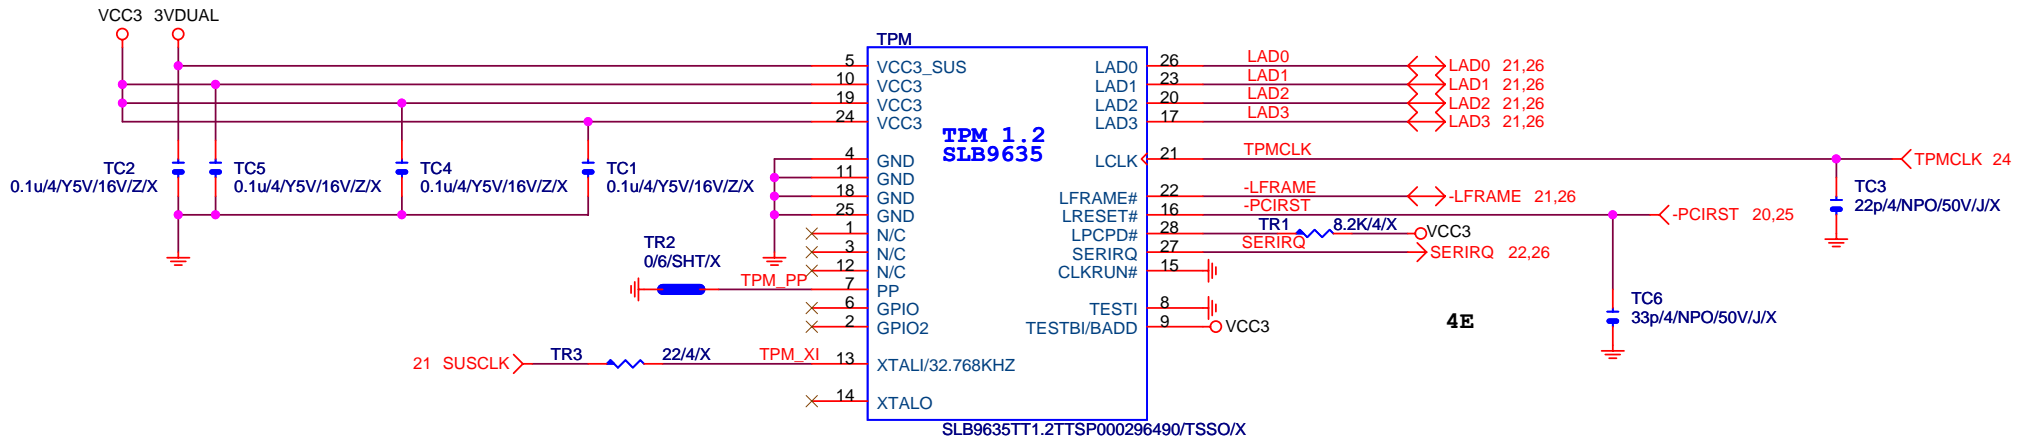 VCC3 3VDUAL
TPM
5 VCC3_SUS
10 VCC3
19 VCC3
24 VCC3
4 GND
11 GND
18 GND
25 GND
1 N/C
3 N/C
12 N/C
TPM_PP 7 PP
6 GPIO
2 GPIO2
21 SUSCLK TR3 22/4/X TPM_XI 13 XTALI/32.768KHZ
14 XTALO
TC2
0.1u/4/Y5V/16V/Z/X
TC5
0.1u/4/Y5V/16V/Z/X
TC4
0.1u/4/Y5V/16V/Z/X
TC1
0.1u/4/Y5V/16V/Z/X
TR2
0/6/SHT/X
TPM 1.2
SLB9635
LAD0 26 LAD0 LAD0 21,26
LAD1 23 LAD1 LAD1 21,26
LAD2 20 LAD2 LAD2 21,26
LAD3 17 LAD3 LAD3 21,26
LCLK 21 TPMCLK TPMCLK 24
LFRAME# 22 -LFRAME -LFRAME 21,26
LRESET# 16 -PCIRST -PCIRST 20,25
LPCPD# 28 TR1 8.2K/4/X VCC3
SERIRQ 27 SERIRQ SERIRQ 22,26
CLKRUN# 15
TESTI 8
TESTBI/BADD 9 VCC3
4E
TC3
22p/4/NPO/50V/J/X
TC6
33p/4/NPO/50V/J/X
SLB9635TT1.2TTSP000296490/TSSO/X